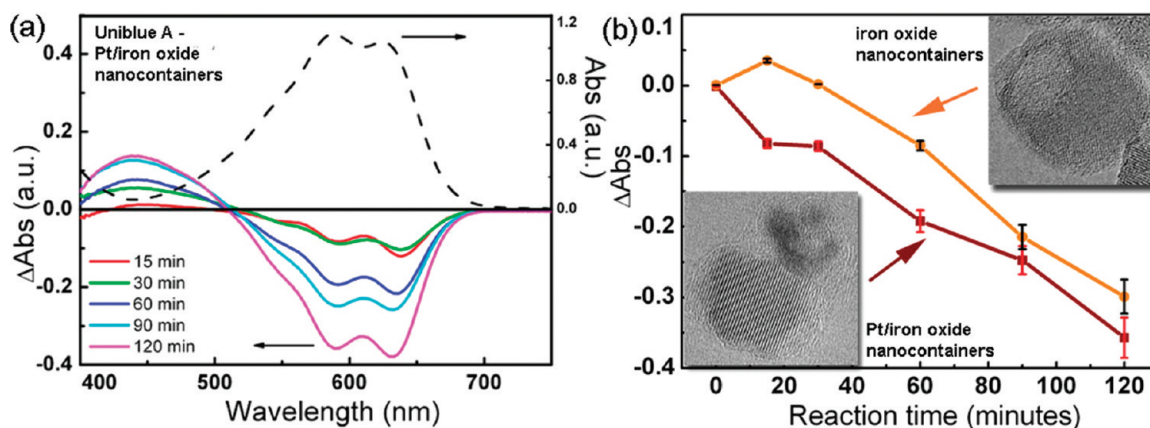 (a)
Uniblue A -
Pt/iron oxide
nanocontainers
0.4
0.2
0.0
-0.2
-0.4
ΔAbs (a.u.)
1.2
0.9
0.6
0.3
0.0
Abs (a.u.)
15 min
30 min
60 min
90 min
120 min
400
500
600
700
Wavelength (nm)
(b)
iron oxide
nanocontainers
0.0
-0.1
-0.2
-0.3
-0.4
ΔAbs
Pt/iron oxide
nanocontainers
0
20
40
60
80
100
120
Reaction time (minutes)